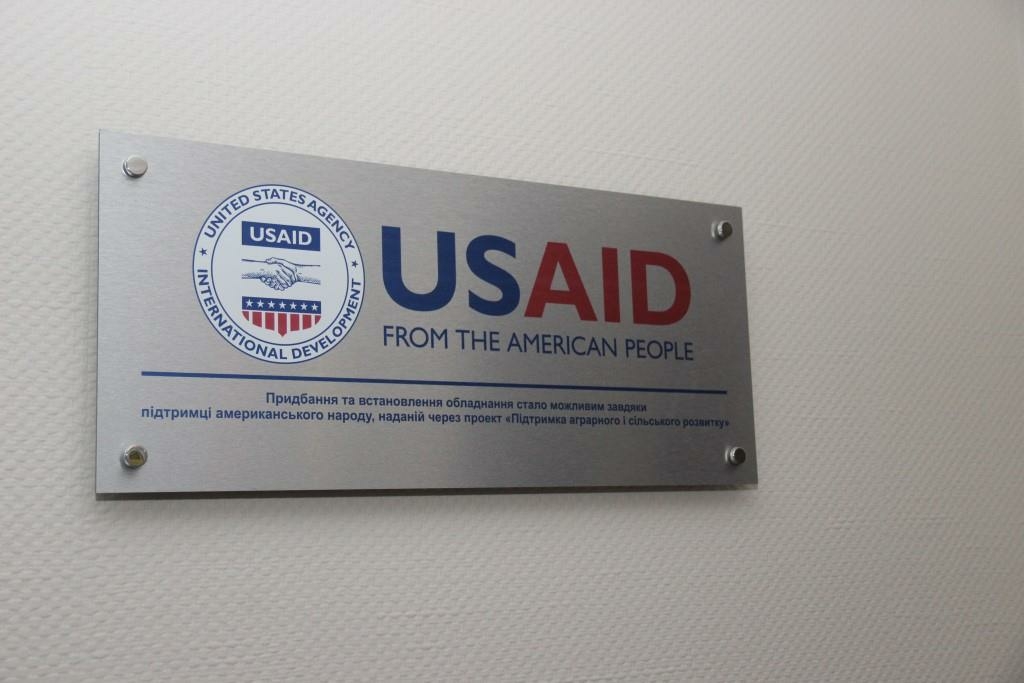 UNITED STATES AGENCY
USAID
INTERNATIONAL DEVELOPMENT
USAID
FROM THE AMERICAN PEOPLE
Придбання та встановлення обладнання стало можливим завдяки
підтримці американського народу, наданій через проект «Підтримка аграрного і сільського розвитку»